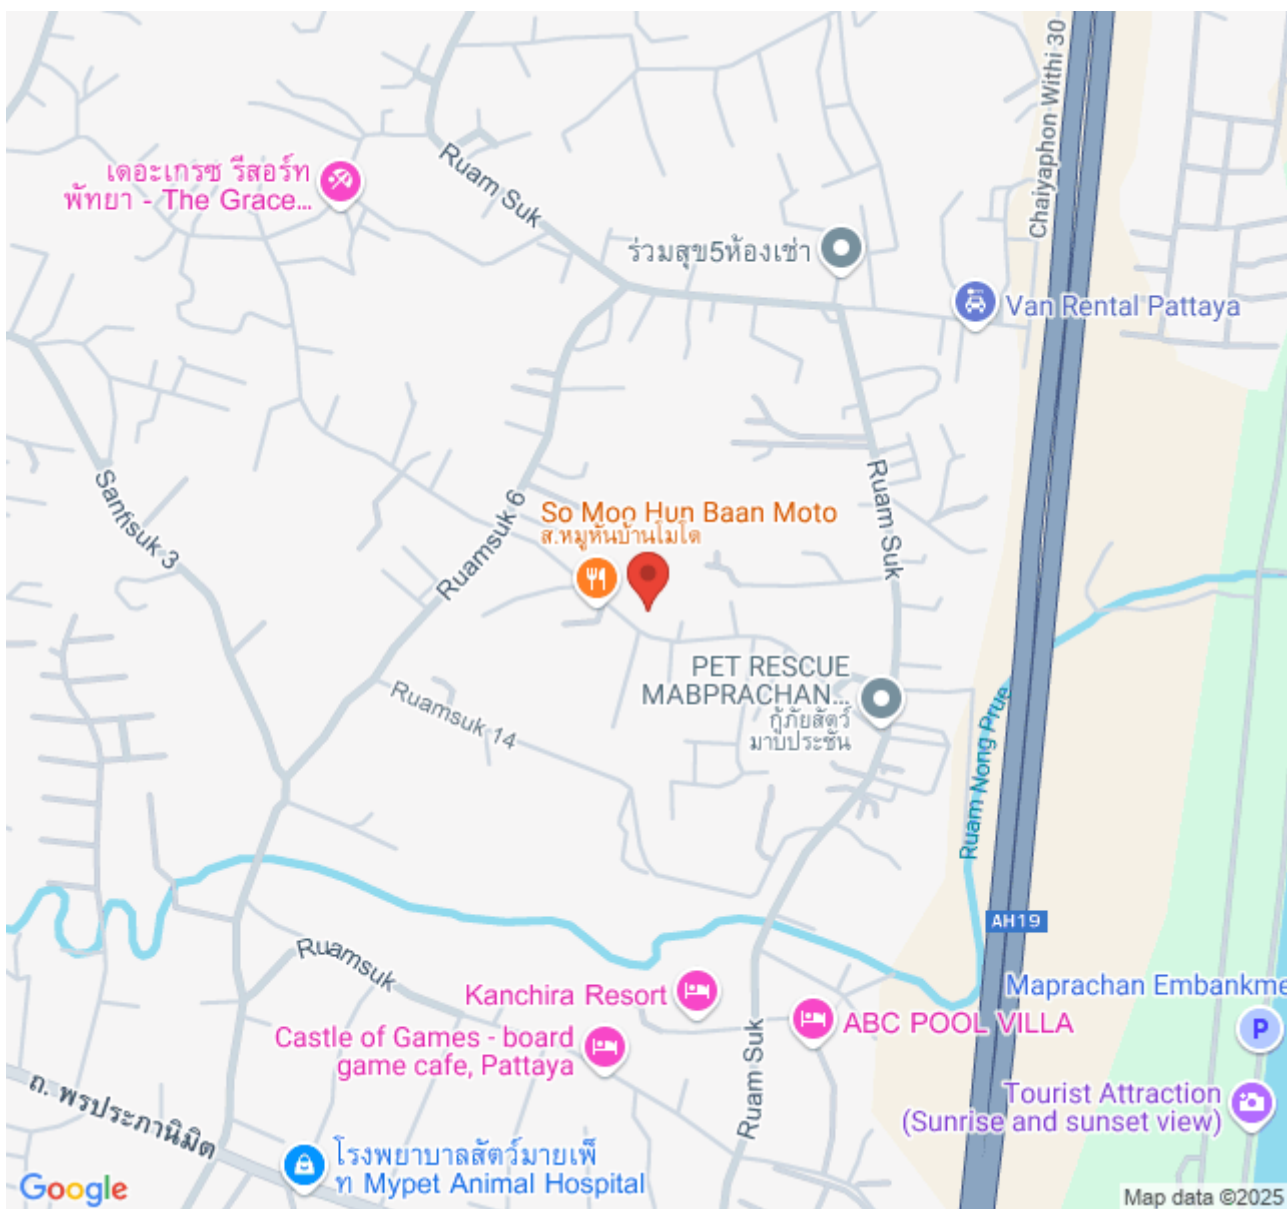 Chaiyaphon Withi 30
Ruam Suk
เดอะเกรซ รีสอร์ท
พัทยา - The Grace...
ร่วมสุข5ห้องเช่า
Van Rental Pattaya
Ruam Suk
Sanfisuk 3
Ruamsuk 6
So Moo Hun Baan Moto
ส.หมูหันบ้านโมโต
PET RESCUE
MABPRACHAN...
กู้ภัยสัตว์
มาบประชัน
Ruamsuk 14
Ruam Nong Prue
AH19
Ruamsuk
Kanchira Resort
Maprachan Embankme
P
ABC POOL VILLA
Castle of Games - board
game cafe, Pattaya
Ruam Suk
Tourist Attraction
(Sunrise and sunset view)
ถ. พรประภานิมิต
โรงพยาบาลสัตว์มายเพ็
ท Mypet Animal Hospital
Google
Map data ©2025